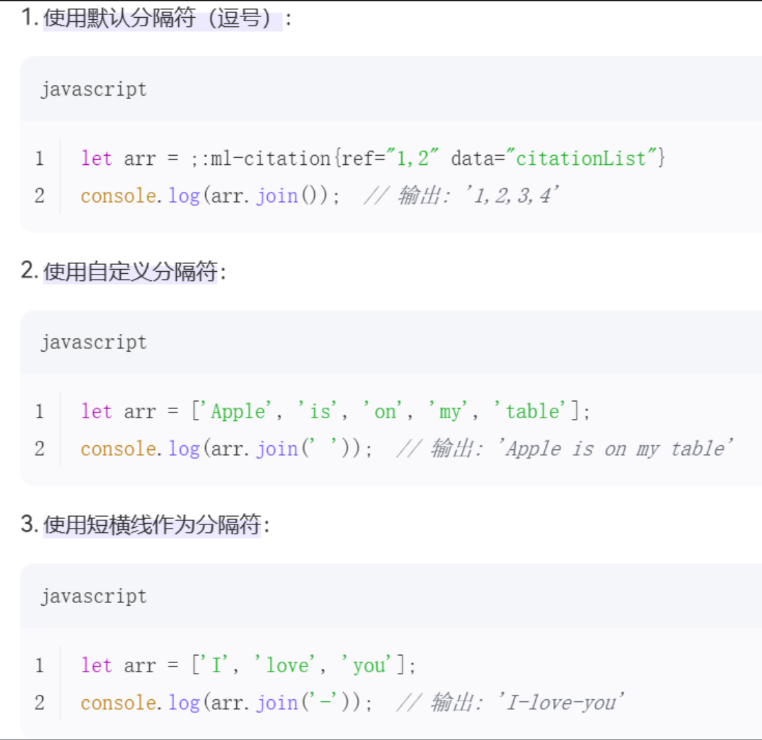 1. 使用默认分隔符（逗号）:
javascript
1 let arr = ;:ml-citation{ref="1,2" data="citationList"}
2 console.log(arr.join()); // 输出: '1,2,3,4'
2. 使用自定义分隔符:
javascript
1 let arr = ['Apple', 'is', 'on', 'my', 'table'];
2 console.log(arr.join(' ')); // 输出: 'Apple is on my table'
3. 使用短横线作为分隔符:
javascript
1 let arr = ['I', 'love', 'you'];
2 console.log(arr.join('-')); // 输出: 'I-love-you'